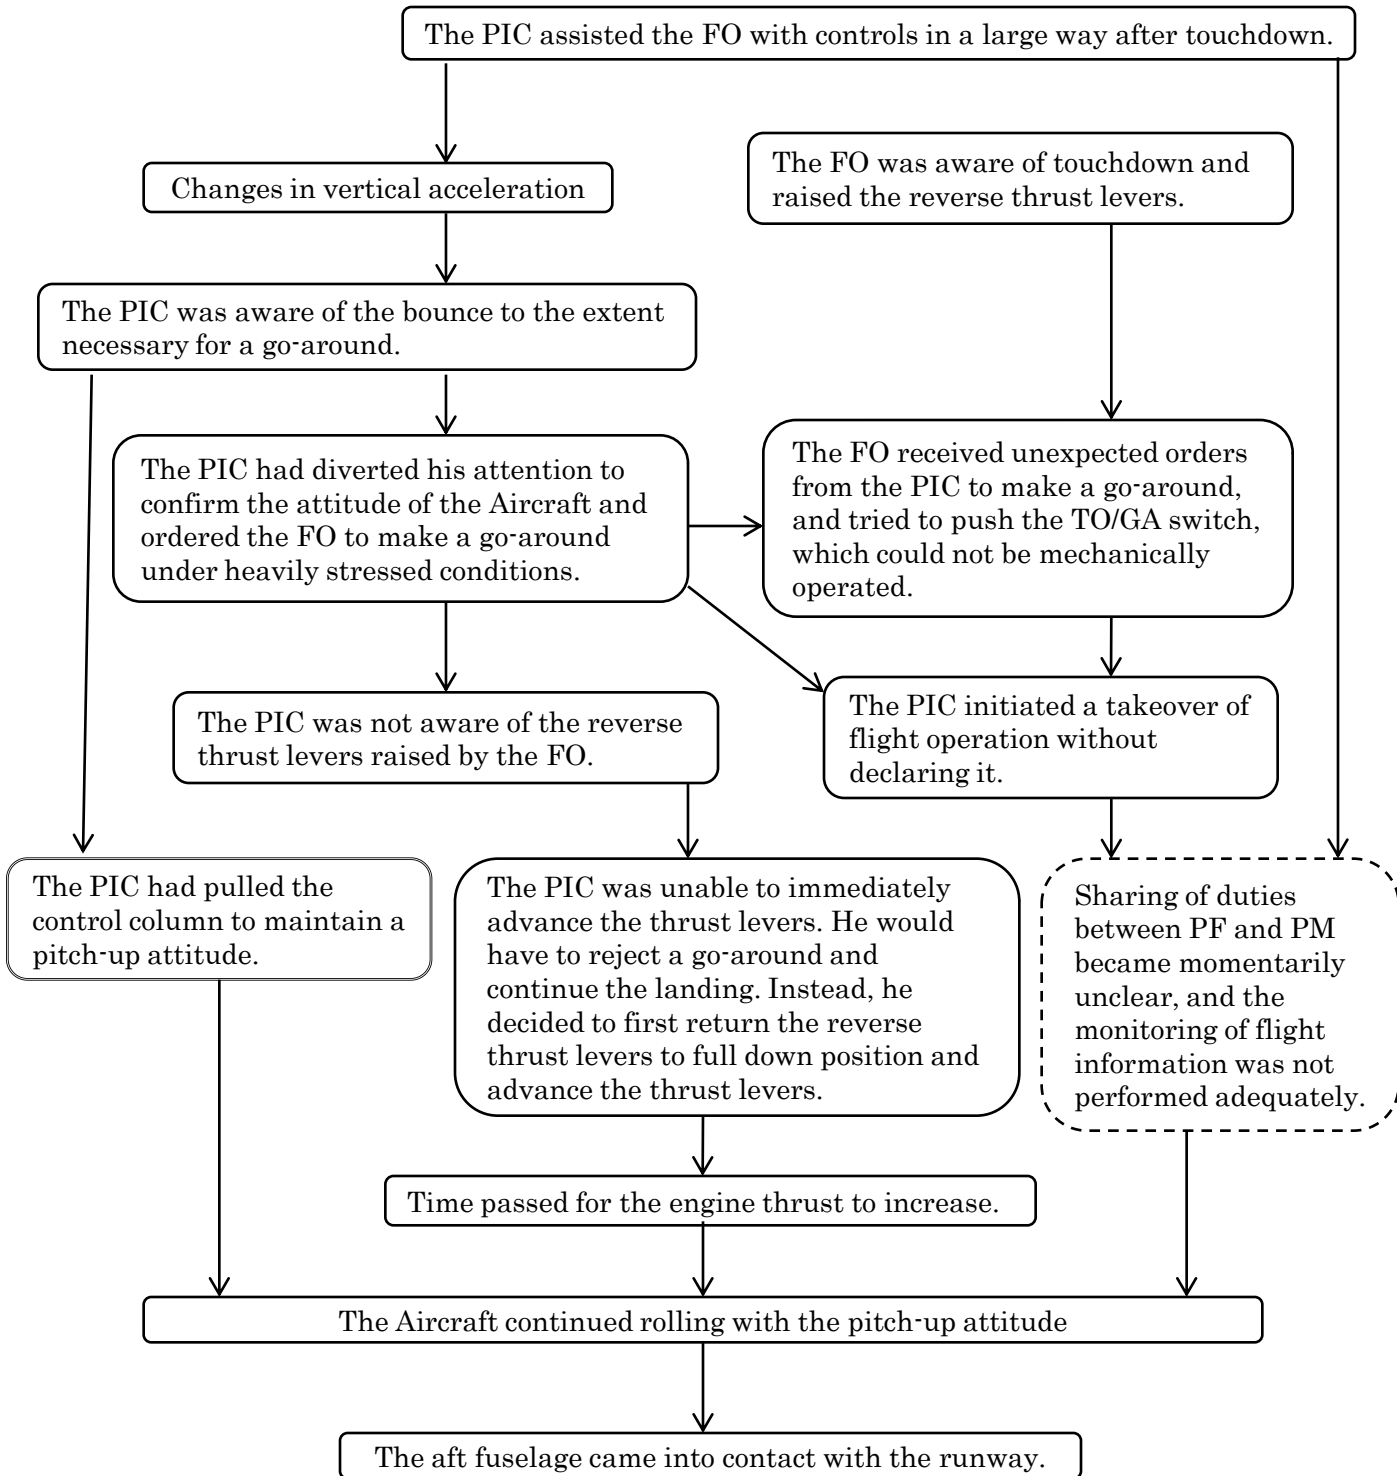 The PIC assisted the FO with controls in a large way after touchdown.
Changes in vertical acceleration
The FO was aware of touchdown and
raised the reverse thrust levers.
The PIC was aware of the bounce to the extent
necessary for a go-around.
The PIC had diverted his attention to
confirm the attitude of the Aircraft and
ordered the FO to make a go-around
under heavily stressed conditions.
The FO received unexpected orders
from the PIC to make a go-around,
and tried to push the TO/GA switch,
which could not be mechanically
operated.
The PIC was not aware of the reverse
thrust levers raised by the FO.
The PIC initiated a takeover of
flight operation without
declaring it.
The PIC had pulled the
control column to maintain a
pitch-up attitude.
The PIC was unable to immediately
advance the thrust levers. He would
have to reject a go-around and
continue the landing. Instead, he
decided to first return the reverse
thrust levers to full down position and
advance the thrust levers.
Sharing of duties
between PF and PM
became momentarily
unclear, and the
monitoring of flight
information was not
performed adequately.
Time passed for the engine thrust to increase.
The Aircraft continued rolling with the pitch-up attitude
The aft fuselage came into contact with the runway.